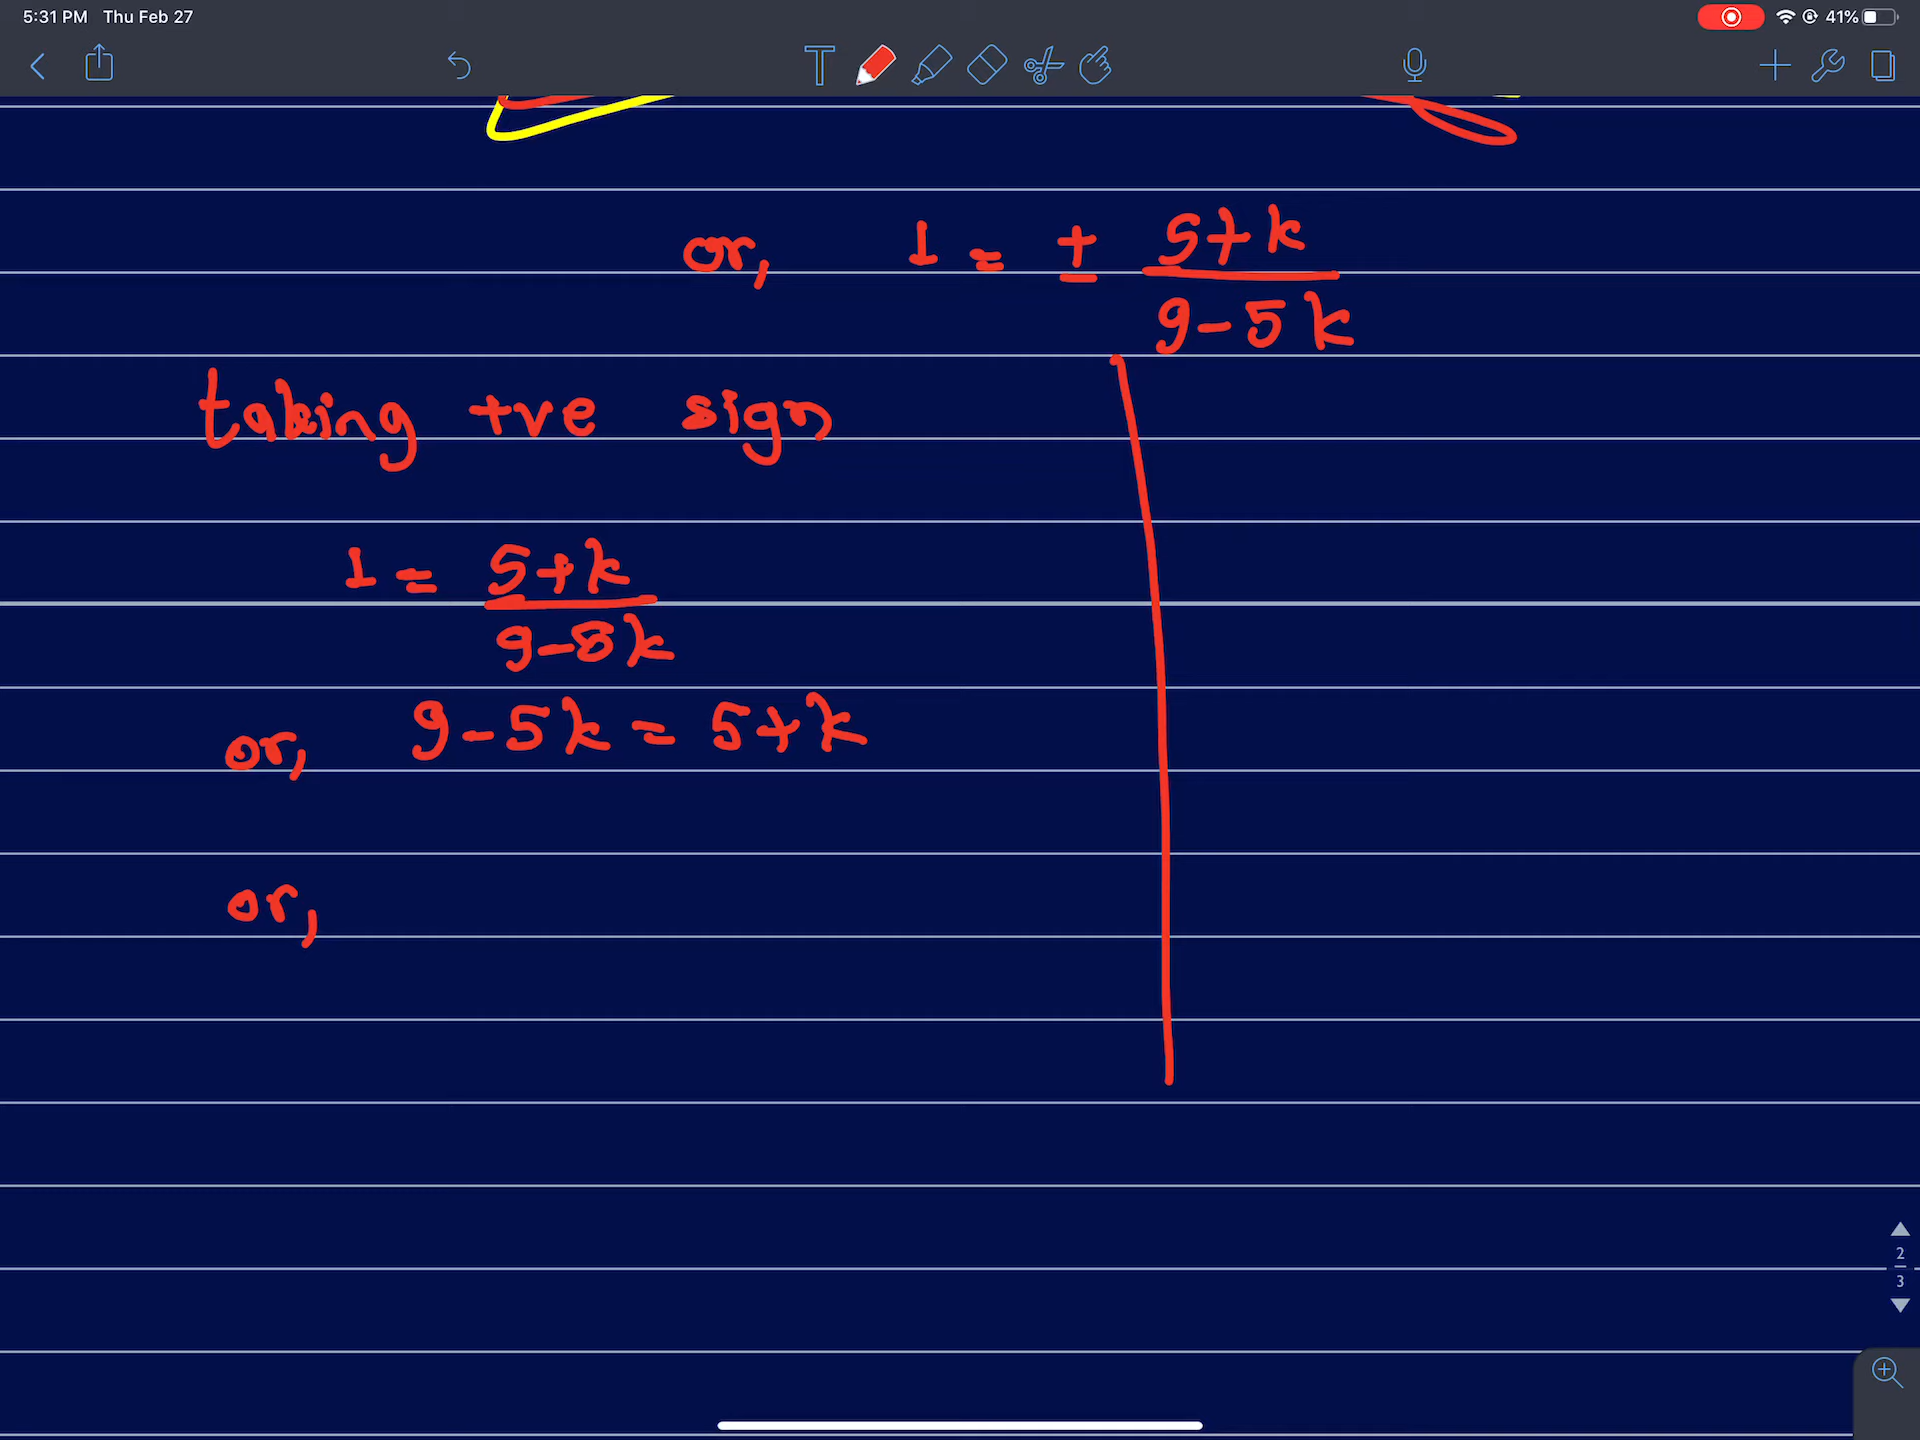 5:31 PM Thu Feb 27
41%
or, 1 = ± 5+k
9-5k
taking +ve sign
1 = 5+k
9-8k
or, 9-5k = 5+k
or,
2
3